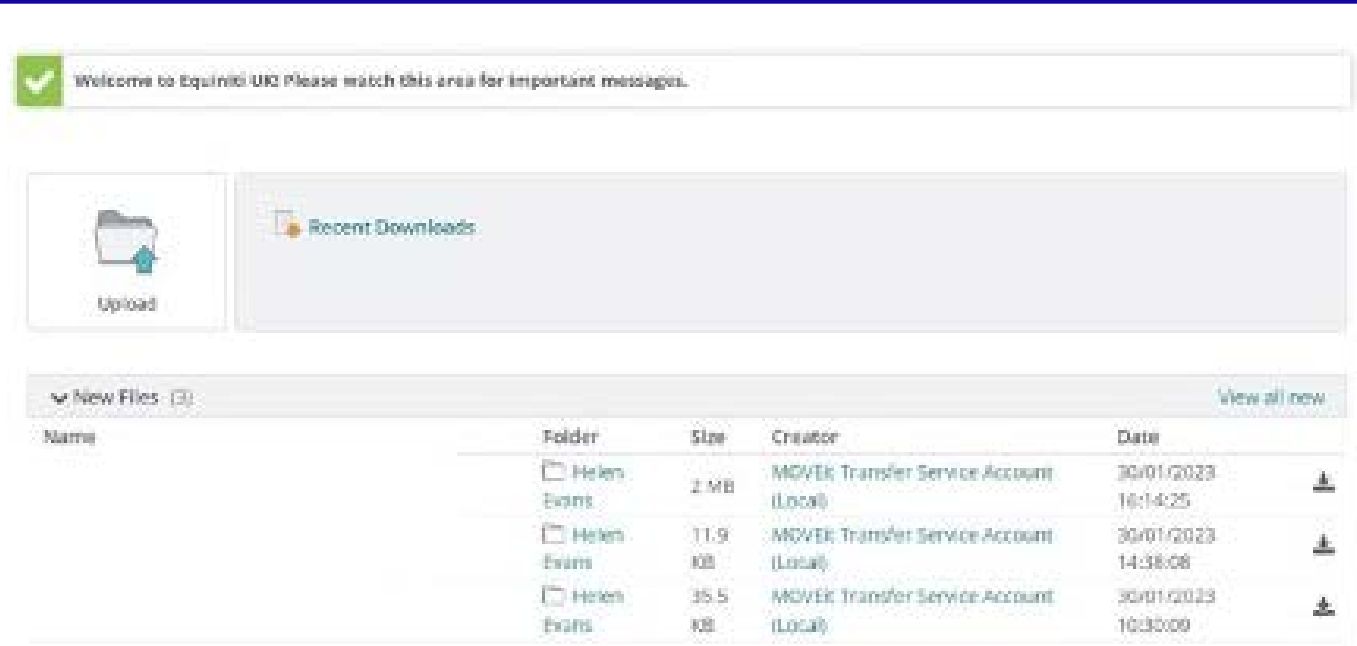 Welcome to Equiniti UK! Please watch this area for important messages.
Recent Downloads
Upload
New Files (3)
View all new
Name Folder Size Creator Date
Helen Evans 2 MB MOVEit Transfer Service Account (Local) 30/01/2023 16:14:25
Helen Evans 11.9 KB MOVEit Transfer Service Account (Local) 30/01/2023 14:38:08
Helen Evans 35.5 KB MOVEit Transfer Service Account (Local) 30/01/2023 10:30:09